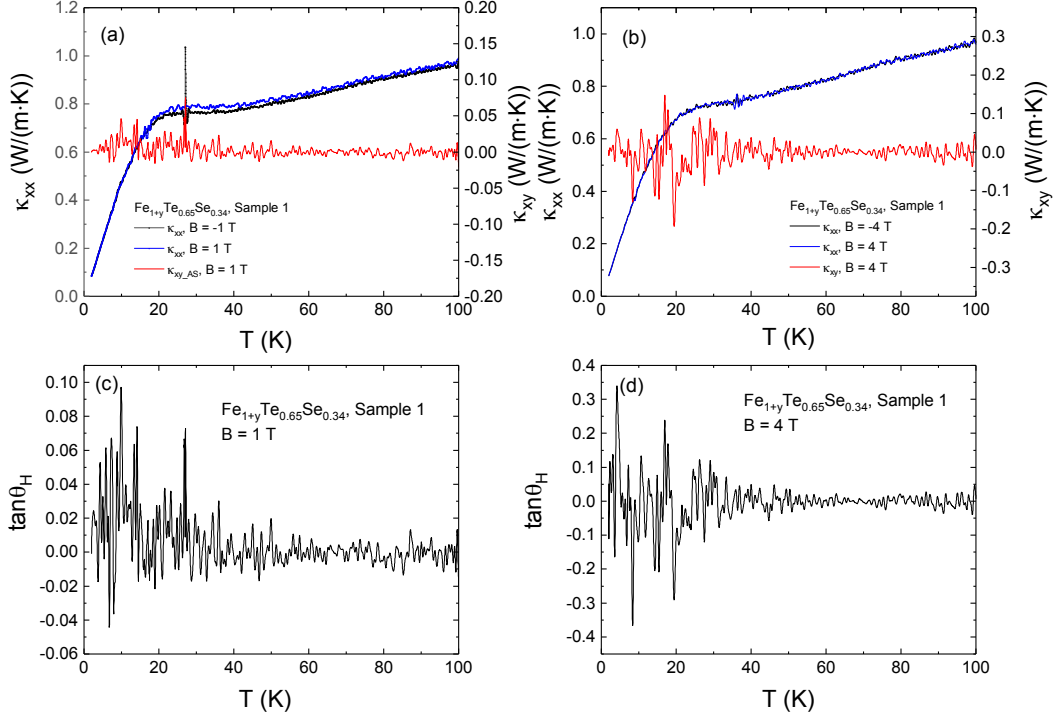 (a)
1.2
1.0
0.8
0.6
0.4
0.2
0.0
κxx (W/(m·K))
0.20
0.15
0.10
0.05
0.00
-0.05
-0.10
-0.15
-0.20
κxy (W/(m·K))
Fe1+yTe0.65Se0.34, Sample 1
κxx, B = -1 T
κxx, B = 1 T
κxy_AS, B = 1 T
0 20 40 60 80 100
T (K)
(b)
1.0
0.8
0.6
0.4
0.2
0.0
κxx (W/(m·K))
0.3
0.2
0.1
0.0
-0.1
-0.2
-0.3
κxy (W/(m·K))
Fe1+yTe0.65Se0.34, Sample 1
κxx, B = -4 T
κxx, B = 4 T
κxy, B = 4 T
0 20 40 60 80 100
T (K)
(c)
0.10
0.08
0.06
0.04
0.02
0.00
-0.02
-0.04
-0.06
tanθH
Fe1+yTe0.65Se0.34, Sample 1
B = 1 T
0 20 40 60 80 100
T (K)
(d)
0.4
0.3
0.2
0.1
0.0
-0.1
-0.2
-0.3
-0.4
tanθH
Fe1+yTe0.65Se0.34, Sample 1
B = 4 T
0 20 40 60 80 100
T (K)